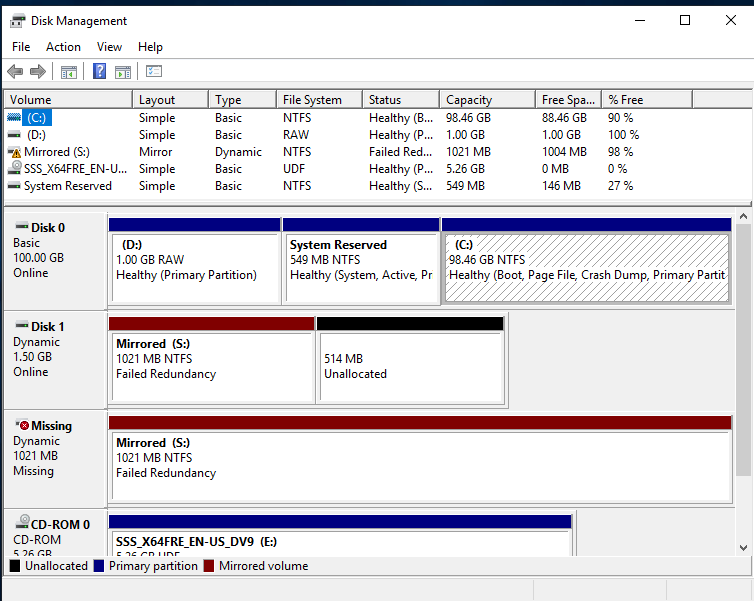 Disk Management
File Action View Help
Volume Layout Type File System Status Capacity Free Spa... % Free
(C:) Simple Basic NTFS Healthy (B... 98.46 GB 88.46 GB 90 %
(D:) Simple Basic RAW Healthy (P... 1.00 GB 1.00 GB 100 %
Mirrored (S:) Mirror Dynamic NTFS Failed Red... 1021 MB 1004 MB 98 %
SSS_X64FRE_EN-U... Simple Basic UDF Healthy (P... 5.26 GB 0 MB 0 %
System Reserved Simple Basic NTFS Healthy (S... 549 MB 146 MB 27 %
Disk 0
Basic
100.00 GB
Online
(D:)
1.00 GB RAW
Healthy (Primary Partition)
System Reserved
549 MB NTFS
Healthy (System, Active, Pr
(C:)
98.46 GB NTFS
Healthy (Boot, Page File, Crash Dump, Primary Partit
Disk 1
Dynamic
1.50 GB
Online
Mirrored (S:)
1021 MB NTFS
Failed Redundancy
514 MB
Unallocated
Missing
Dynamic
1021 MB
Missing
Mirrored (S:)
1021 MB NTFS
Failed Redundancy
CD-ROM 0
CD-ROM
5.26 GB
SSS_X64FRE_EN-US_DV9 (E:)
5.26 GB UDF
Unallocated Primary partition Mirrored volume